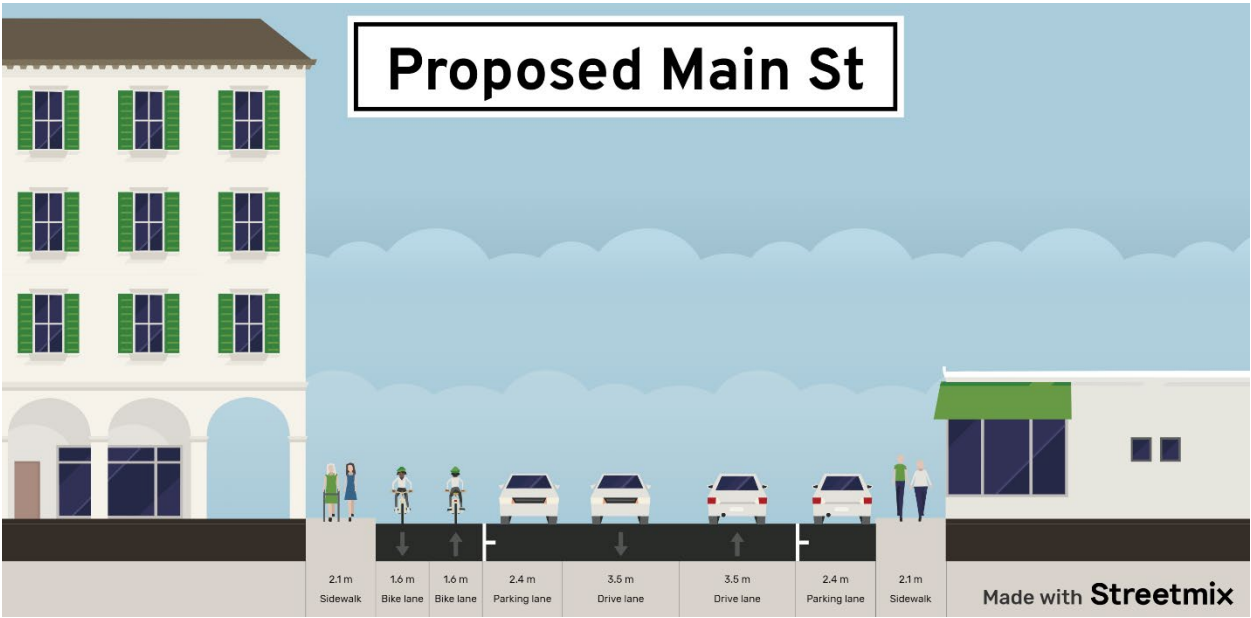 Proposed Main St
2.1 m
Sidewalk
1.6 m
Bike lane
1.6 m
Bike lane
2.4 m
Parking lane
3.5 m
Drive lane
3.5 m
Drive lane
2.4 m
Parking lane
2.1 m
Sidewalk
Made with Streetmix